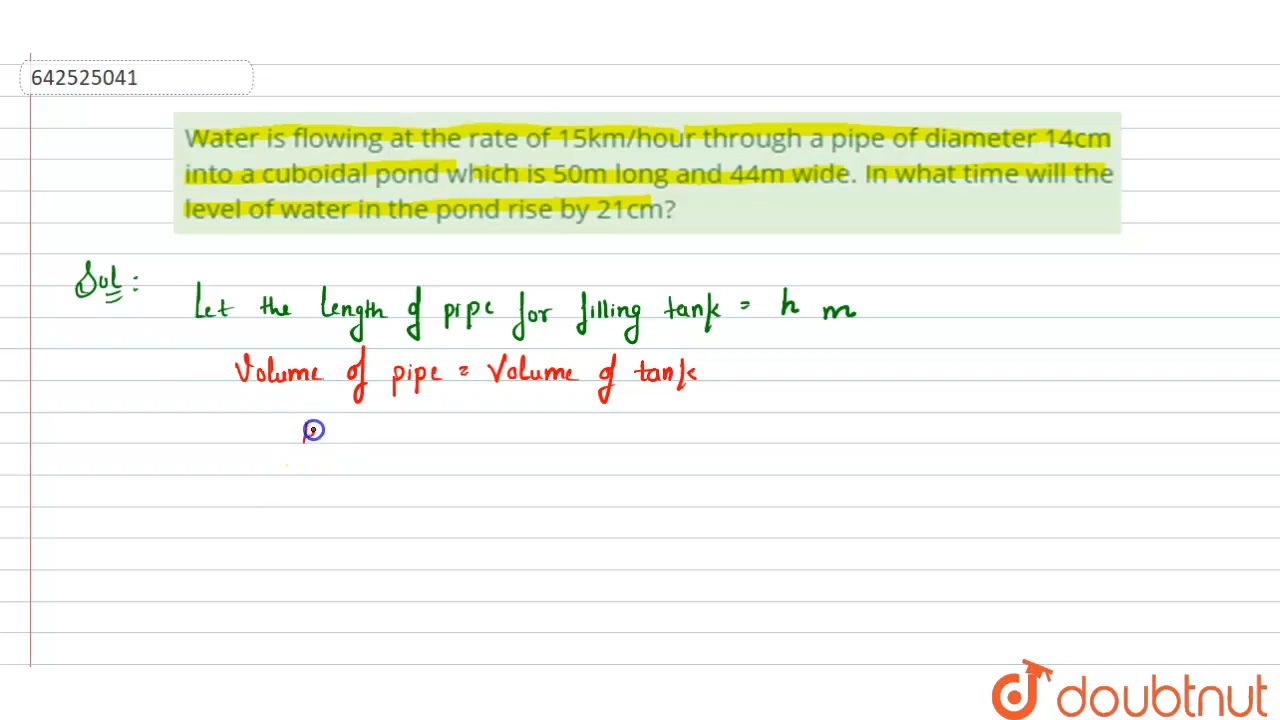 642525041
Water is flowing at the rate of 15km/hour through a pipe of diameter 14cm
into a cuboidal pond which is 50m long and 44m wide. In what time will the
level of water in the pond rise by 21cm?
Sol :
Let the length of pipe for filling tank = h m
Volume of pipe = Volume of tank
doubtnut